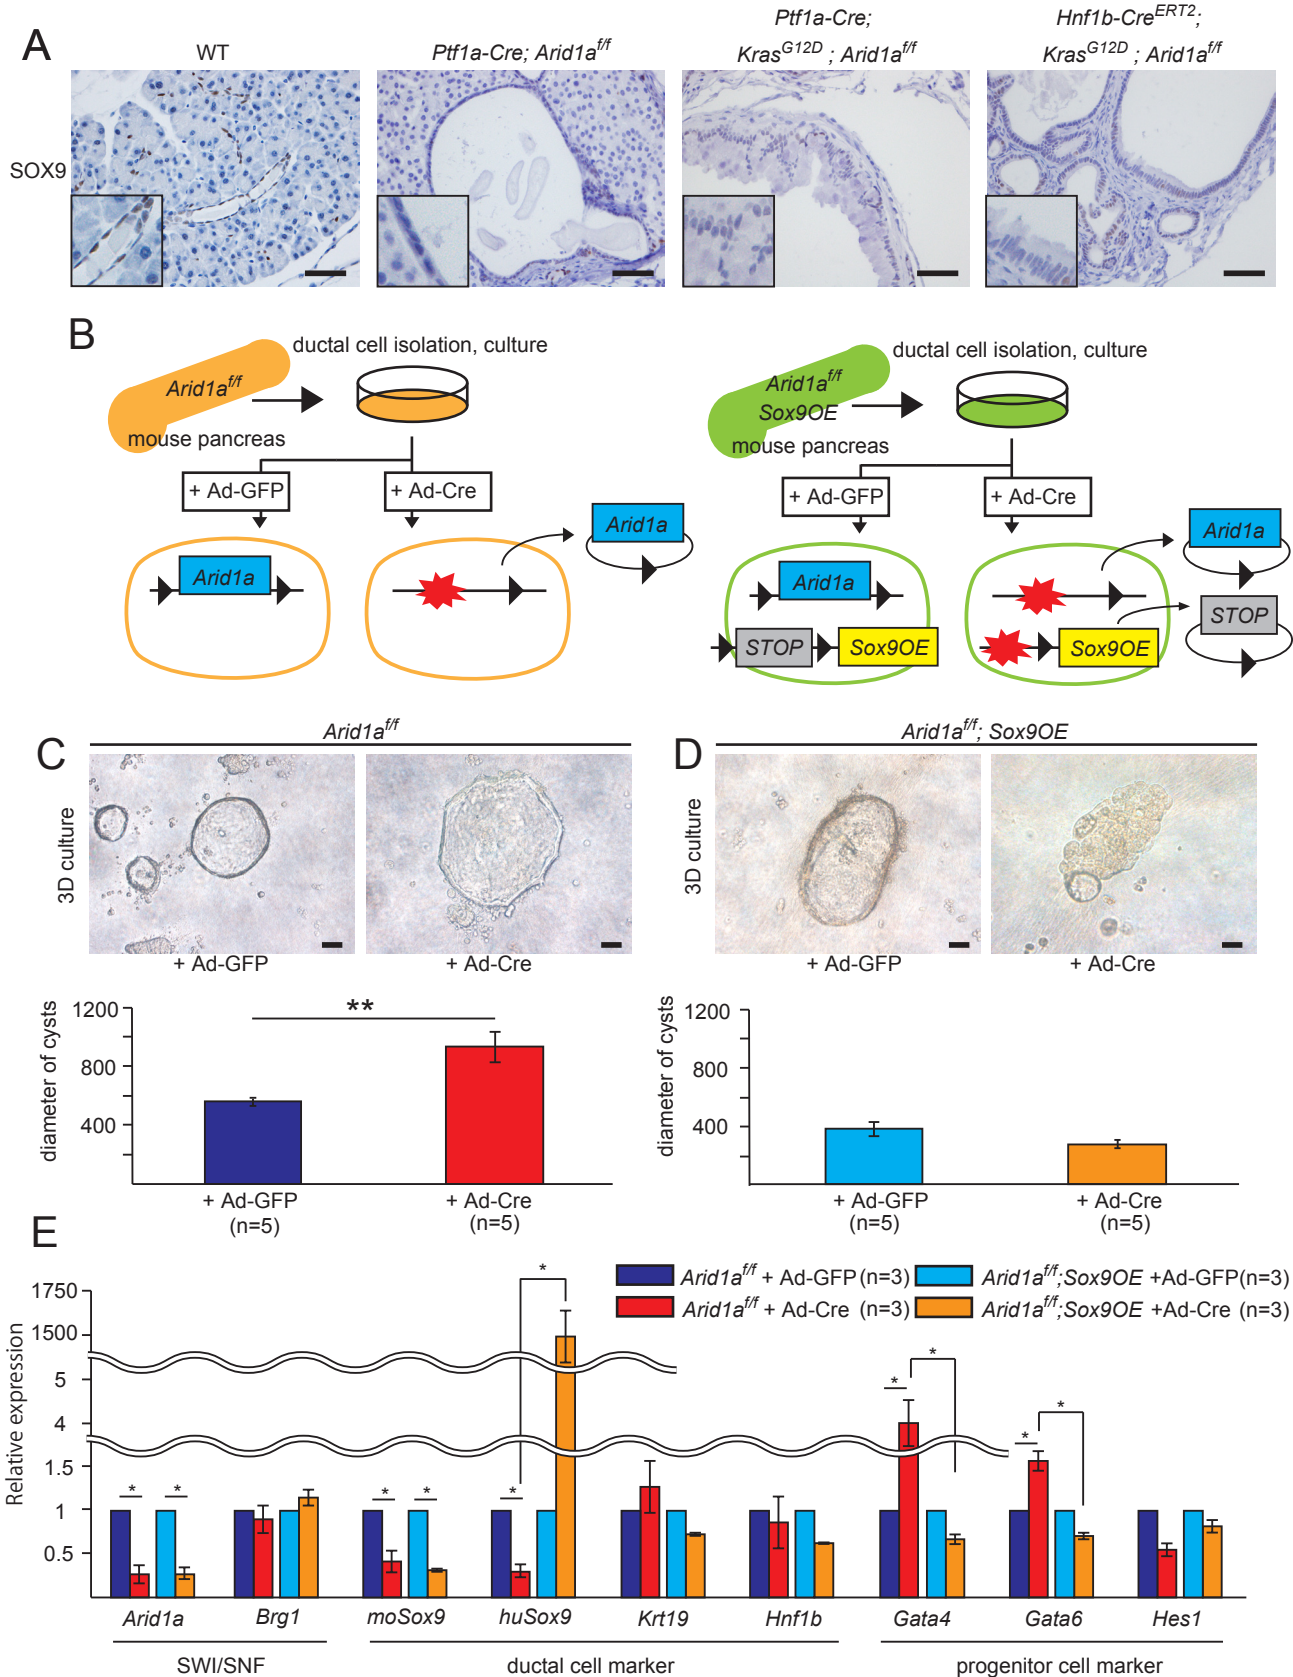 A
WT
Ptf1a-Cre; Arid1a^f/f
Ptf1a-Cre;
Kras^G12D ; Arid1a^f/f
Hnf1b-Cre^ERT2;
Kras^G12D ; Arid1a^f/f
SOX9
B
ductal cell isolation, culture
Arid1a^f/f
mouse pancreas
+ Ad-GFP
+ Ad-Cre
Arid1a
Arid1a
ductal cell isolation, culture
Arid1a^f/f
Sox9OE
mouse pancreas
+ Ad-GFP
+ Ad-Cre
Arid1a
Arid1a
STOP
STOP
Sox9OE
Sox9OE
C
Arid1a^f/f
3D culture
+ Ad-GFP
+ Ad-Cre
diameter of cysts
1200
800
400
**
+ Ad-GFP
(n=5)
+ Ad-Cre
(n=5)
D
Arid1a^f/f; Sox9OE
3D culture
+ Ad-GFP
+ Ad-Cre
diameter of cysts
1200
800
400
+ Ad-GFP
(n=5)
+ Ad-Cre
(n=5)
E
Arid1a^f/f + Ad-GFP (n=3)
Arid1a^f/f;Sox9OE +Ad-GFP(n=3)
Arid1a^f/f + Ad-Cre (n=3)
Arid1a^f/f;Sox9OE +Ad-Cre (n=3)
Relative expression
1750
1500
5
4
1.5
1
0.5
* * * * * * * * * *
Arid1a Brg1 moSox9 huSox9 Krt19 Hnf1b Gata4 Gata6 Hes1
SWI/SNF ductal cell marker progenitor cell marker